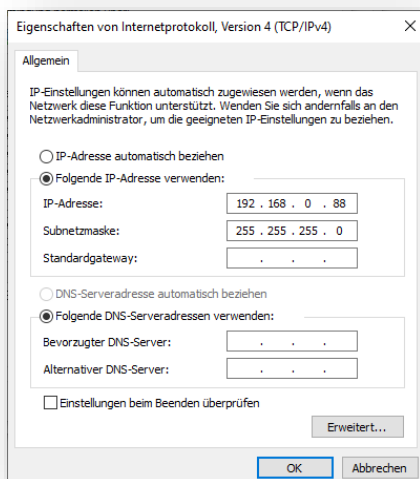 Eigenschaften von Internetprotokoll, Version 4 (TCP/IPv4)
Allgemein
IP-Einstellungen können automatisch zugewiesen werden, wenn das
Netzwerk diese Funktion unterstützt. Wenden Sie sich andernfalls an den
Netzwerkadministrator, um die geeigneten IP-Einstellungen zu beziehen.
IP-Adresse automatisch beziehen
Folgende IP-Adresse verwenden:
IP-Adresse: 192 . 168 . 0 . 88
Subnetzmaske: 255 . 255 . 255 . 0
Standardgateway: . . .
DNS-Serveradresse automatisch beziehen
Folgende DNS-Serveradressen verwenden:
Bevorzugter DNS-Server: . . .
Alternativer DNS-Server: . . .
Einstellungen beim Beenden überprüfen
Erweitert...
OK Abbrechen